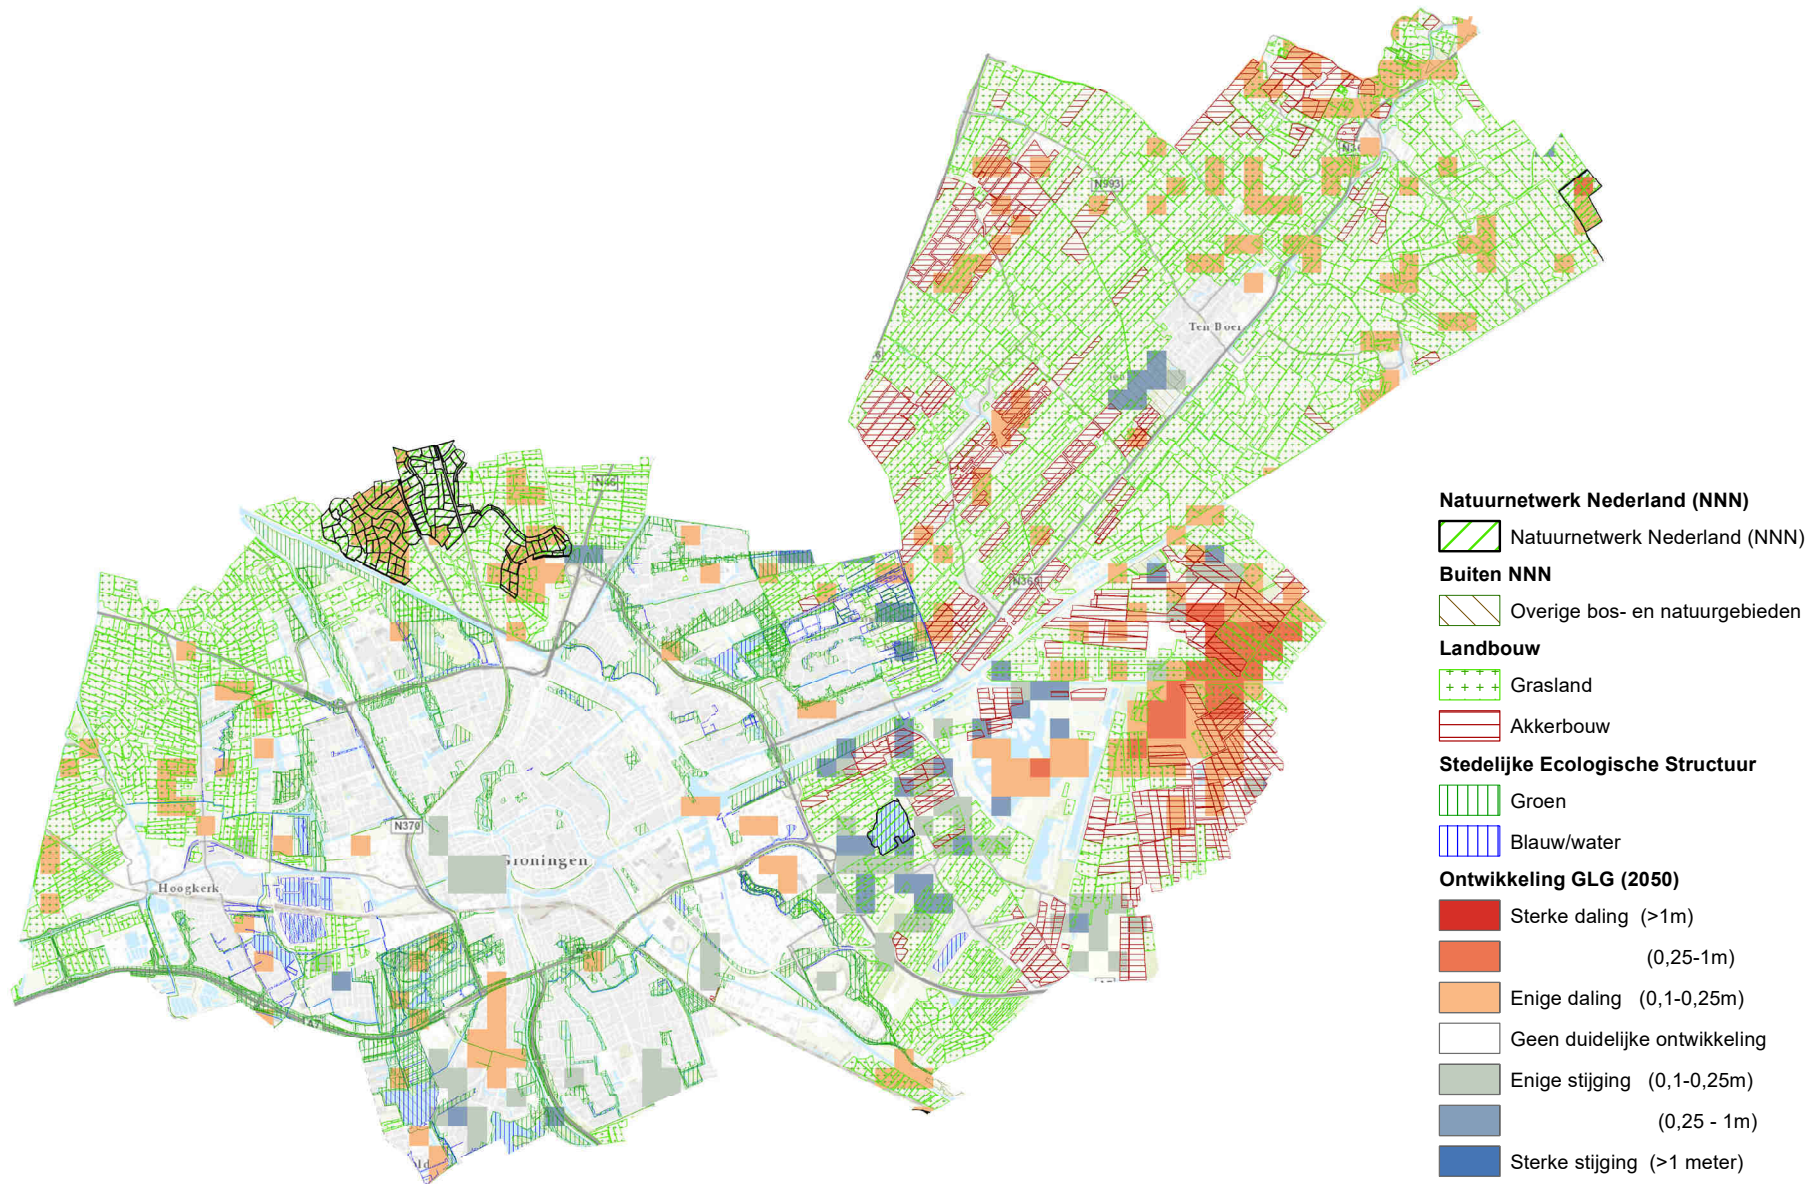 N993
Ten Boer
N46
N370
Groningen
Hoogkerk
A7
Natuurnetwerk Nederland (NNN)
Natuurnetwerk Nederland (NNN)
Buiten NNN
Overige bos- en natuurgebieden
Landbouw
Grasland
Akkerbouw
Stedelijke Ecologische Structuur
Groen
Blauw/water
Ontwikkeling GLG (2050)
Sterke daling (>1m)
(0,25-1m)
Enige daling (0,1-0,25m)
Geen duidelijke ontwikkeling
Enige stijging (0,1-0,25m)
(0,25 - 1m)
Sterke stijging (>1 meter)